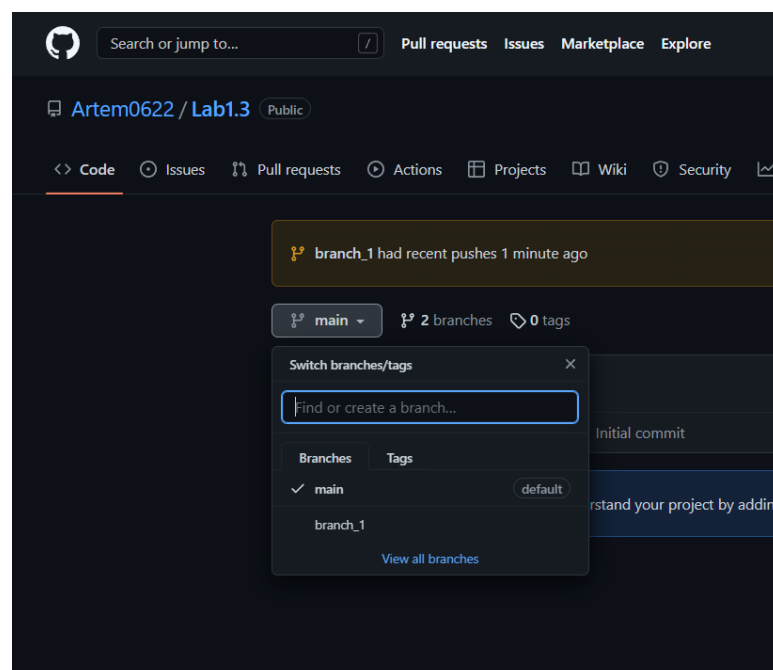 Search or jump to... / Pull requests Issues Marketplace Explore
Artem0622 / Lab1.3 Public
Code Issues Pull requests Actions Projects Wiki Security
branch_1 had recent pushes 1 minute ago
main 2 branches 0 tags
Switch branches/tags
Find or create a branch...
Initial commit
Branches Tags
main default
rstand your project by addin
branch_1
View all branches